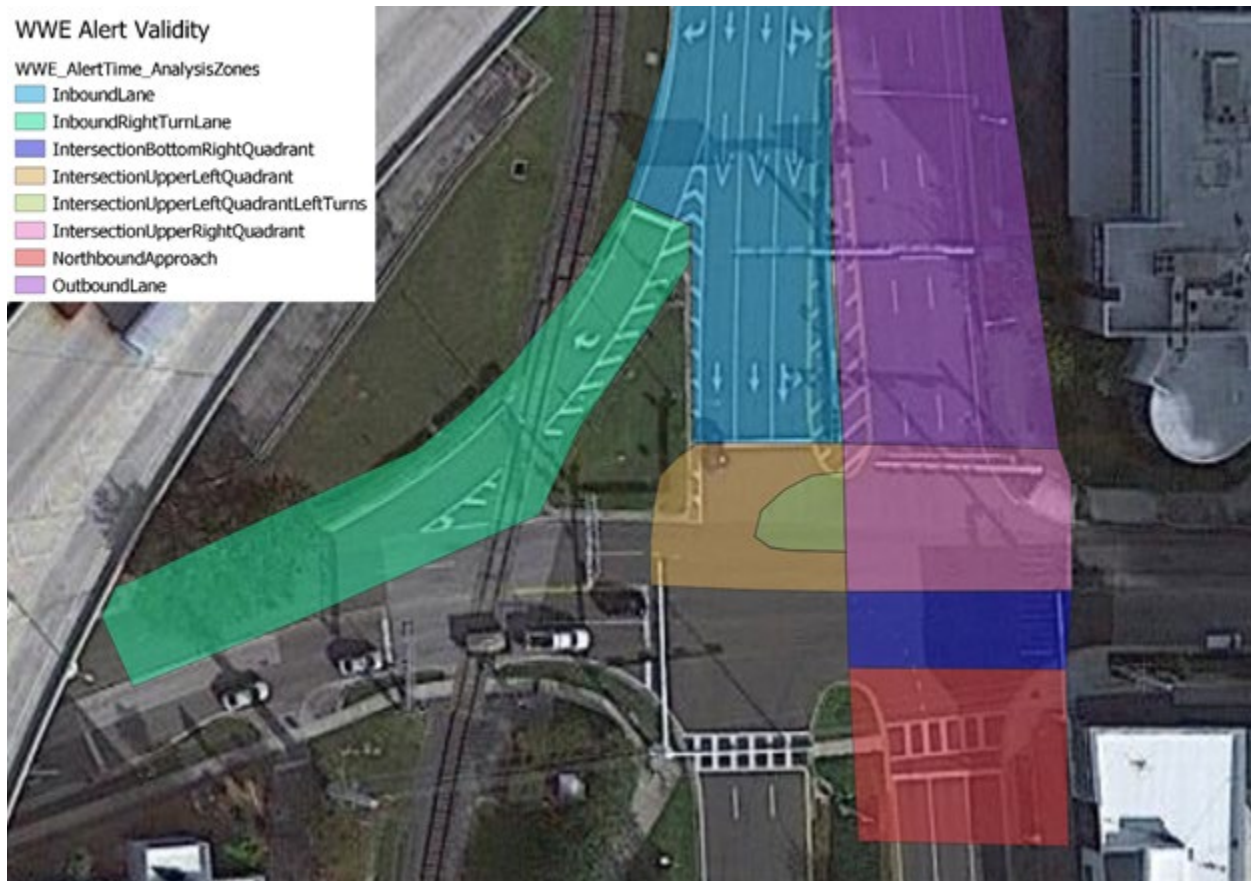 WWE Alert Validity
WWE_AlertTime_AnalysisZones
InboundLane
InboundRightTurnLane
IntersectionBottomRightQuadrant
IntersectionUpperLeftQuadrant
IntersectionUpperLeftQuadrantLeftTurns
IntersectionUpperRightQuadrant
NorthboundApproach
OutboundLane